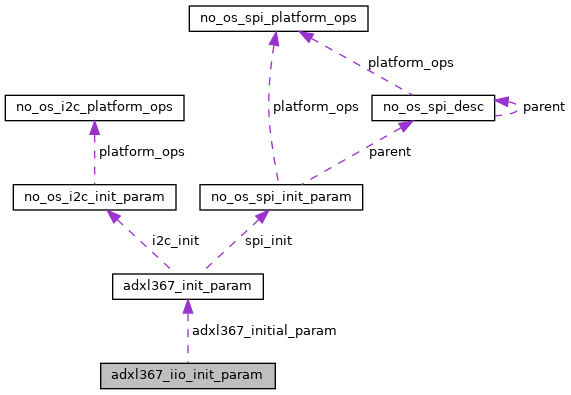 no_os_spi_platform_ops
platform_ops
no_os_i2c_platform_ops
platform_ops
no_os_spi_desc
parent
platform_ops
parent
no_os_i2c_init_param
no_os_spi_init_param
i2c_init
spi_init
adxl367_init_param
adxl367_initial_param
adxl367_iio_init_param